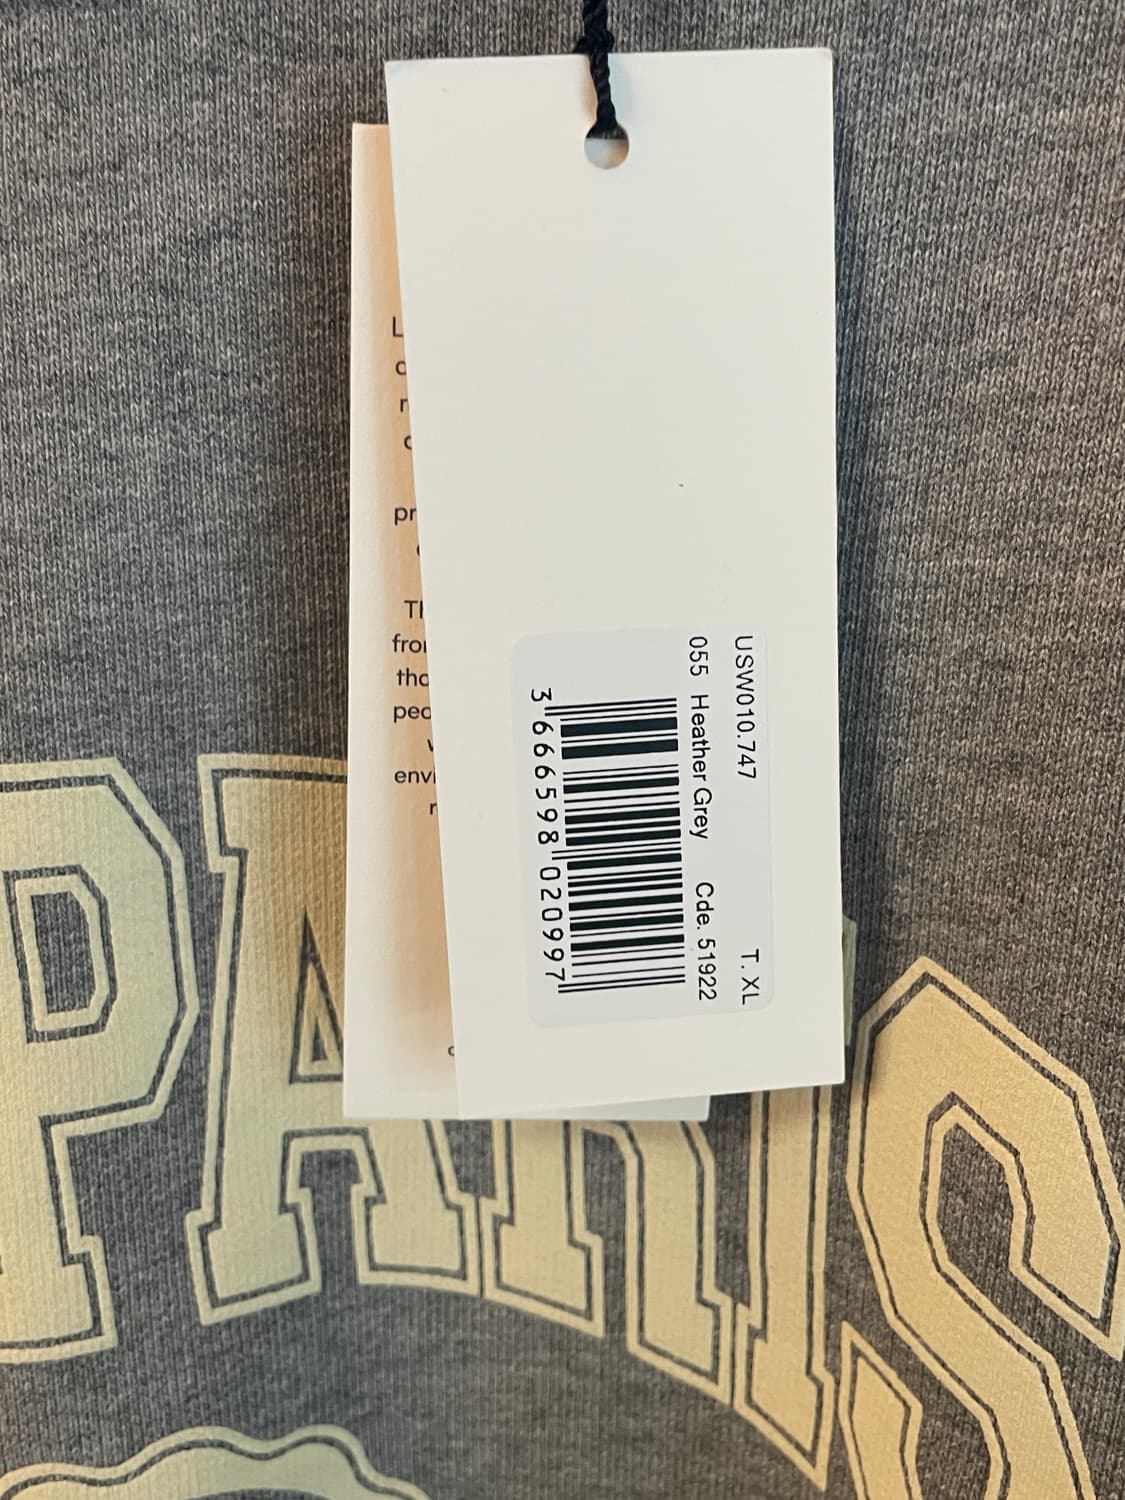 USW010.747 T. XL
055 Heather Grey Cde. 51922
3 666598 020997
PARIS